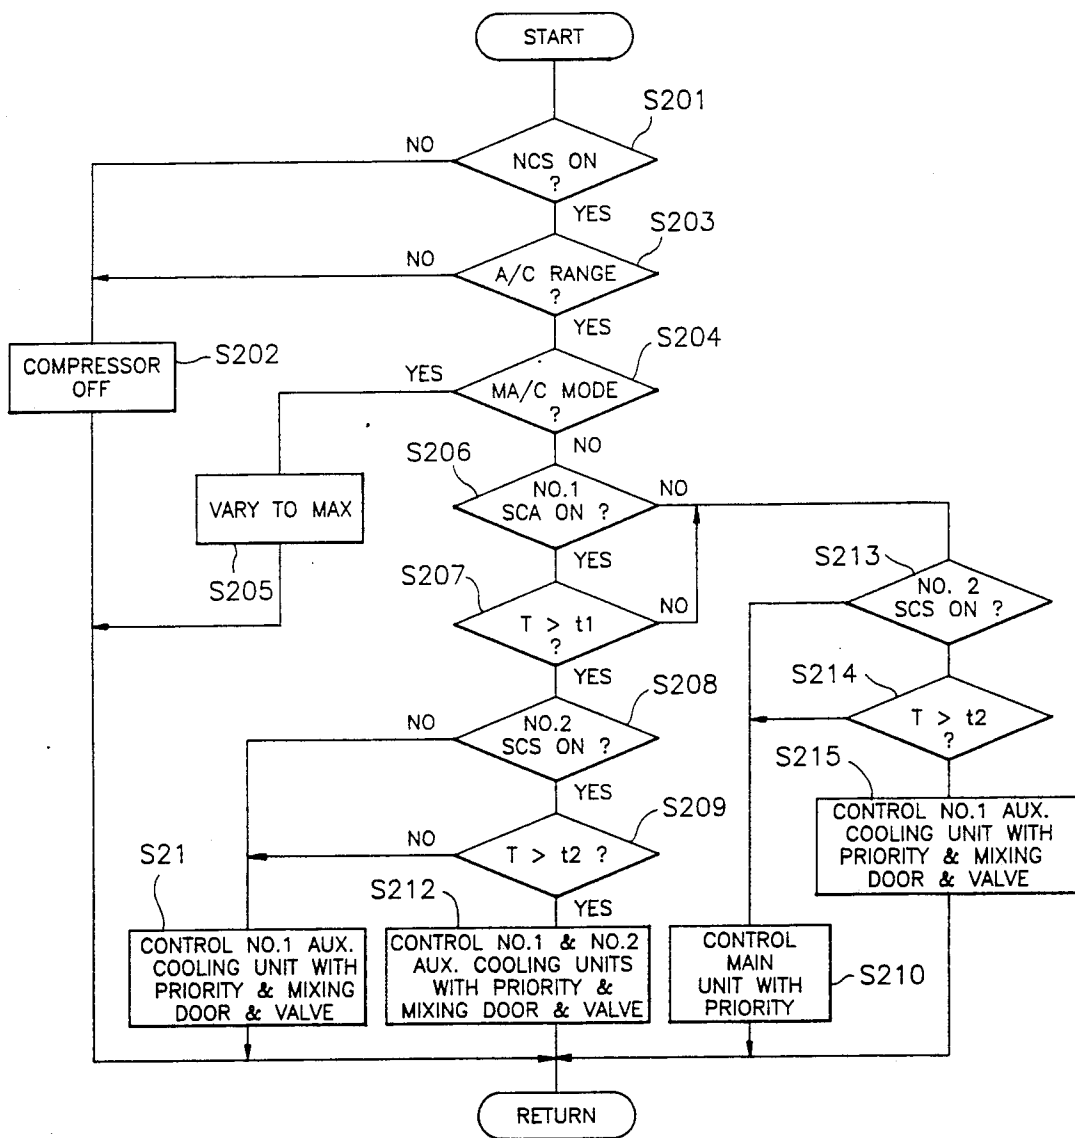 START
S201
NO
NCS ON
?
YES
S203
NO
A/C RANGE
?
YES
S202
COMPRESSOR
OFF
S204
YES
MA/C MODE
?
NO
S206
NO.1
SCA ON ?
NO
YES
VARY TO MAX
S205
S207
T > t1
?
NO
YES
S213
NO. 2
SCS ON ?
S214
T > t2
?
S208
NO
NO.2
SCS ON ?
YES
S209
NO
T > t2 ?
YES
S215
CONTROL NO.1 AUX.
COOLING UNIT WITH
PRIORITY & MIXING
DOOR & VALVE
S21
CONTROL NO.1 AUX.
COOLING UNIT WITH
PRIORITY & MIXING
DOOR & VALVE
S212
CONTROL NO.1 & NO.2
AUX. COOLING UNITS
WITH PRIORITY &
MIXING DOOR & VALVE
CONTROL
MAIN
UNIT WITH
PRIORITY
S210
RETURN